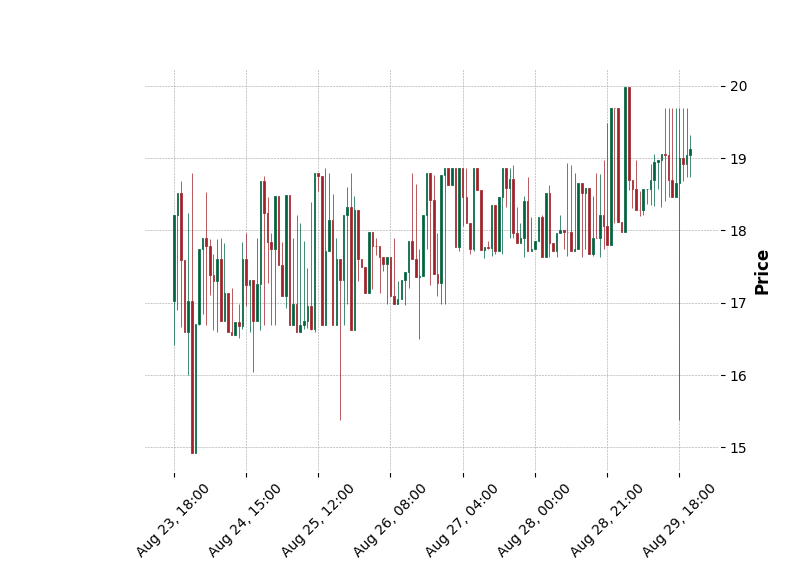 20
19
18
17
16
15
Price
Aug 23, 18:00
Aug 24, 15:00
Aug 25, 12:00
Aug 26, 08:00
Aug 27, 04:00
Aug 28, 00:00
Aug 28, 21:00
Aug 29, 18:00